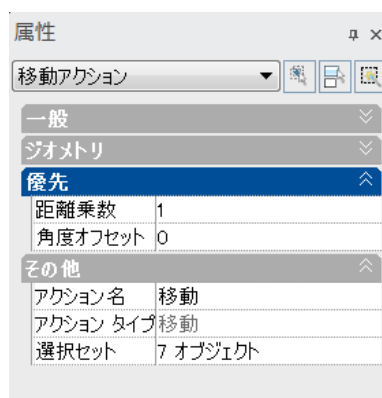 属性
移動アクション
一般
ジオメトリ
優先
距離乗数 1
角度オフセット 0
その他
アクション名 移動
アクション タイプ 移動
選択セット 7 オブジェクト